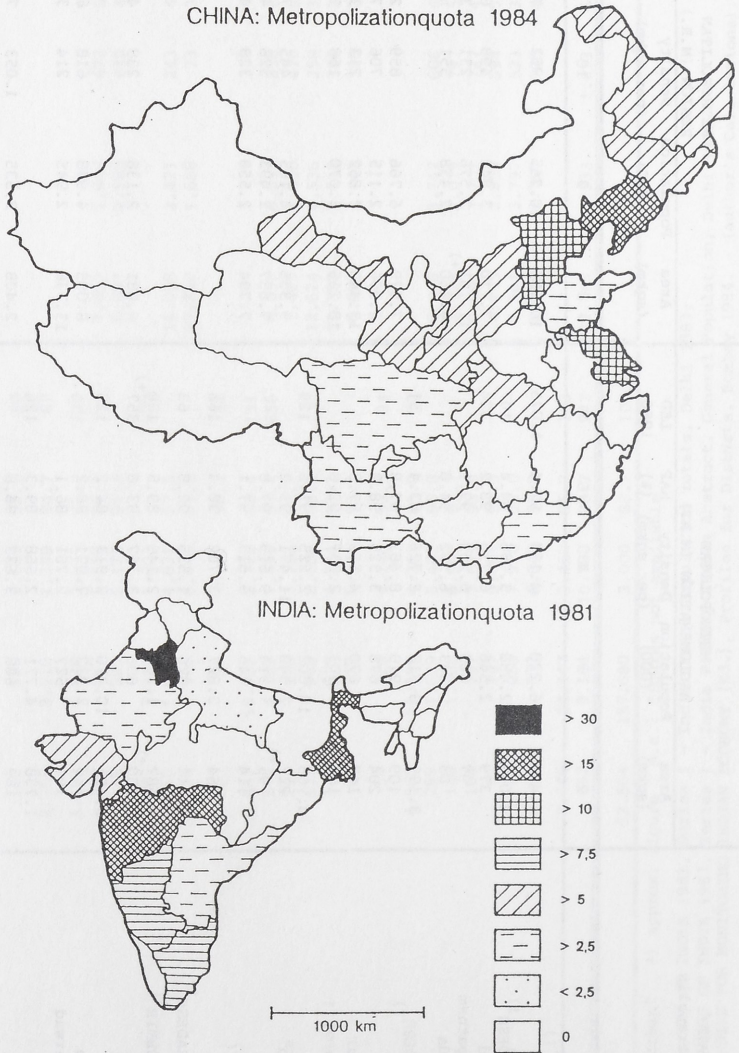 CHINA: Metropolizationquota 1984
INDIA: Metropolizationquota 1981
> 30
> 15
> 10
> 7,5
> 5
> 2,5
< 2,5
0
1000 km